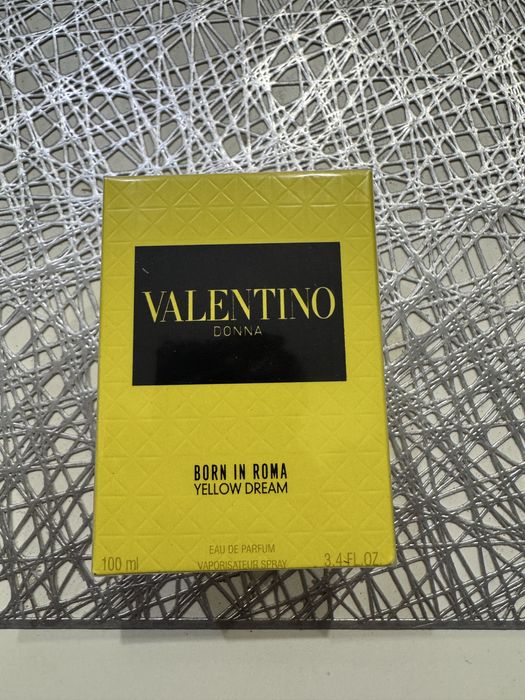 VALENTINO
DONNA
BORN IN ROMA
YELLOW DREAM
EAU DE PARFUM
100 ml VAPORISATEUR SPRAY 3.4 FL.OZ.